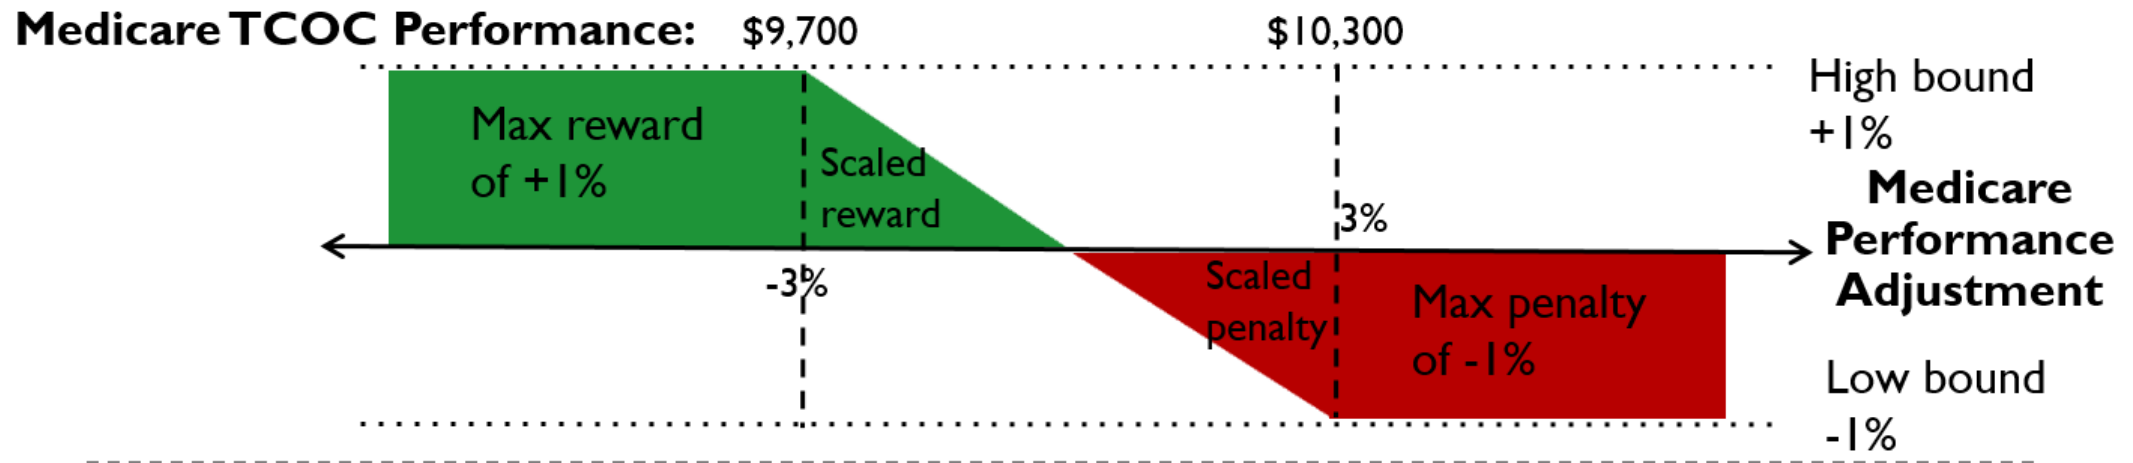 Medicare TCOC Performance: $9,700 $10,300
High bound
+1%
Max reward
of +1%
Scaled
reward
3%
Medicare
Performance
Adjustment
-3%
Scaled
penalty
Max penalty
of -1%
Low bound
-1%